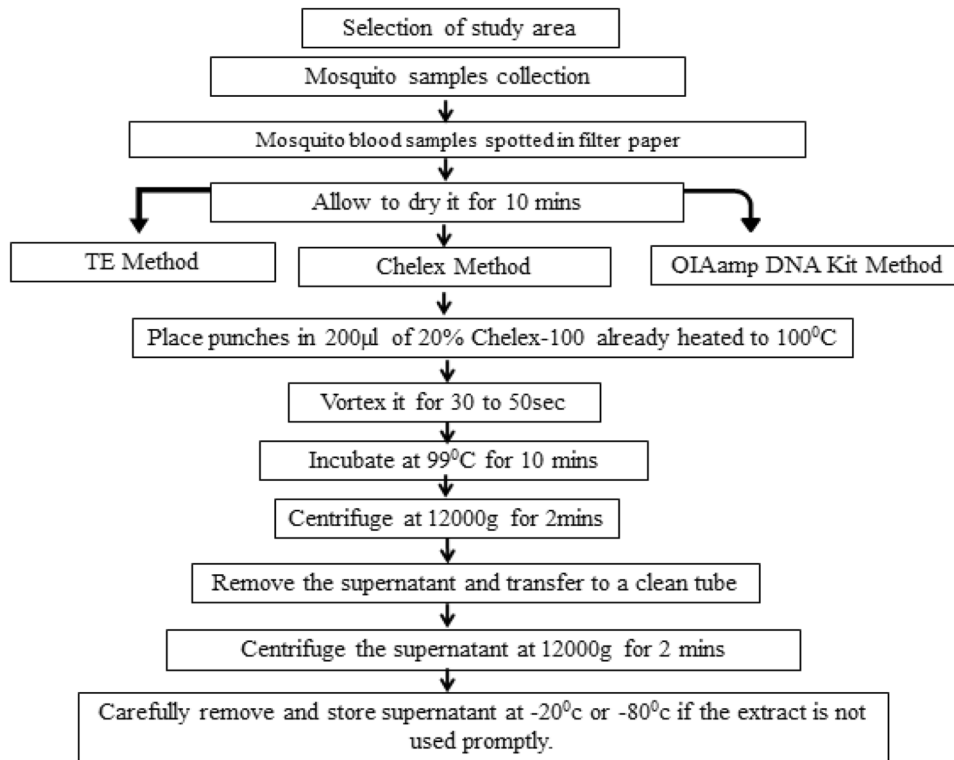 Selection of study area
Mosquito samples collection
Mosquito blood samples spotted in filter paper
Allow to dry it for 10 mins
TE Method
Chelex Method
OIAamp DNA Kit Method
Place punches in 200µl of 20% Chelex-100 already heated to 100⁰C
Vortex it for 30 to 50sec
Incubate at 99⁰C for 10 mins
Centrifuge at 12000g for 2mins
Remove the supernatant and transfer to a clean tube
Centrifuge the supernatant at 12000g for 2 mins
Carefully remove and store supernatant at -20⁰c or -80⁰c if the extract is not
used promptly.